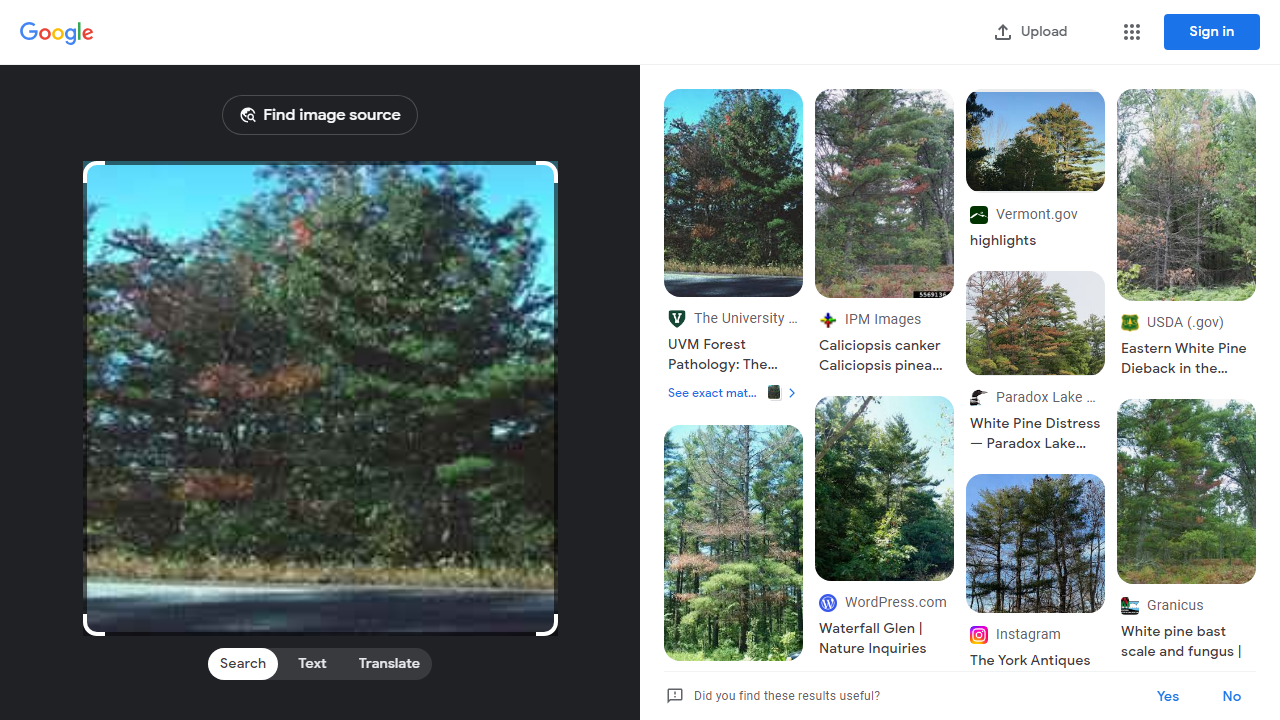 Google
Upload
Sign in
Find image source
Search
Text
Translate
The University ...
UVM Forest
Pathology: The...
See exact mat...
IPM Images
Caliciopsis canker
Caliciopsis pinea...
5569136
WordPress.com
Waterfall Glen |
Nature Inquiries
Vermont.gov
highlights
Paradox Lake ...
White Pine Distress
— Paradox Lake...
Instagram
The York Antiques
USDA (.gov)
Eastern White Pine
Dieback in the...
Granicus
White pine bast
scale and fungus |
Did you find these results useful?
Yes
No